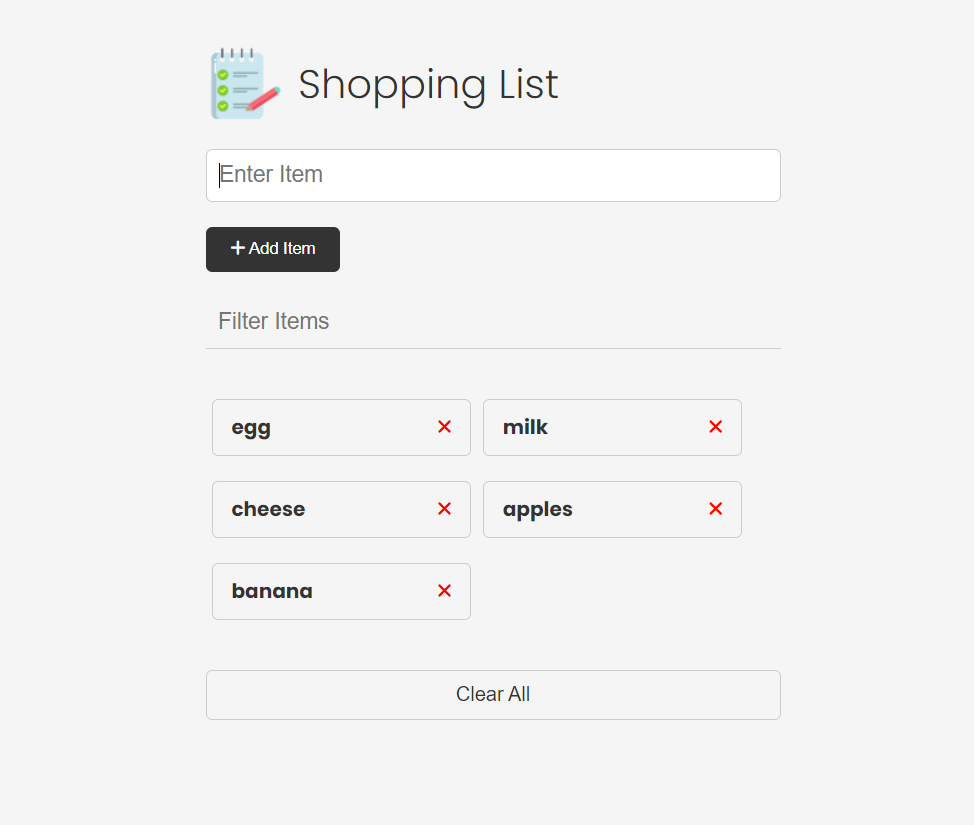 Shopping List
Enter Item
Add Item
Filter Items
egg
milk
cheese
apples
banana
Clear All